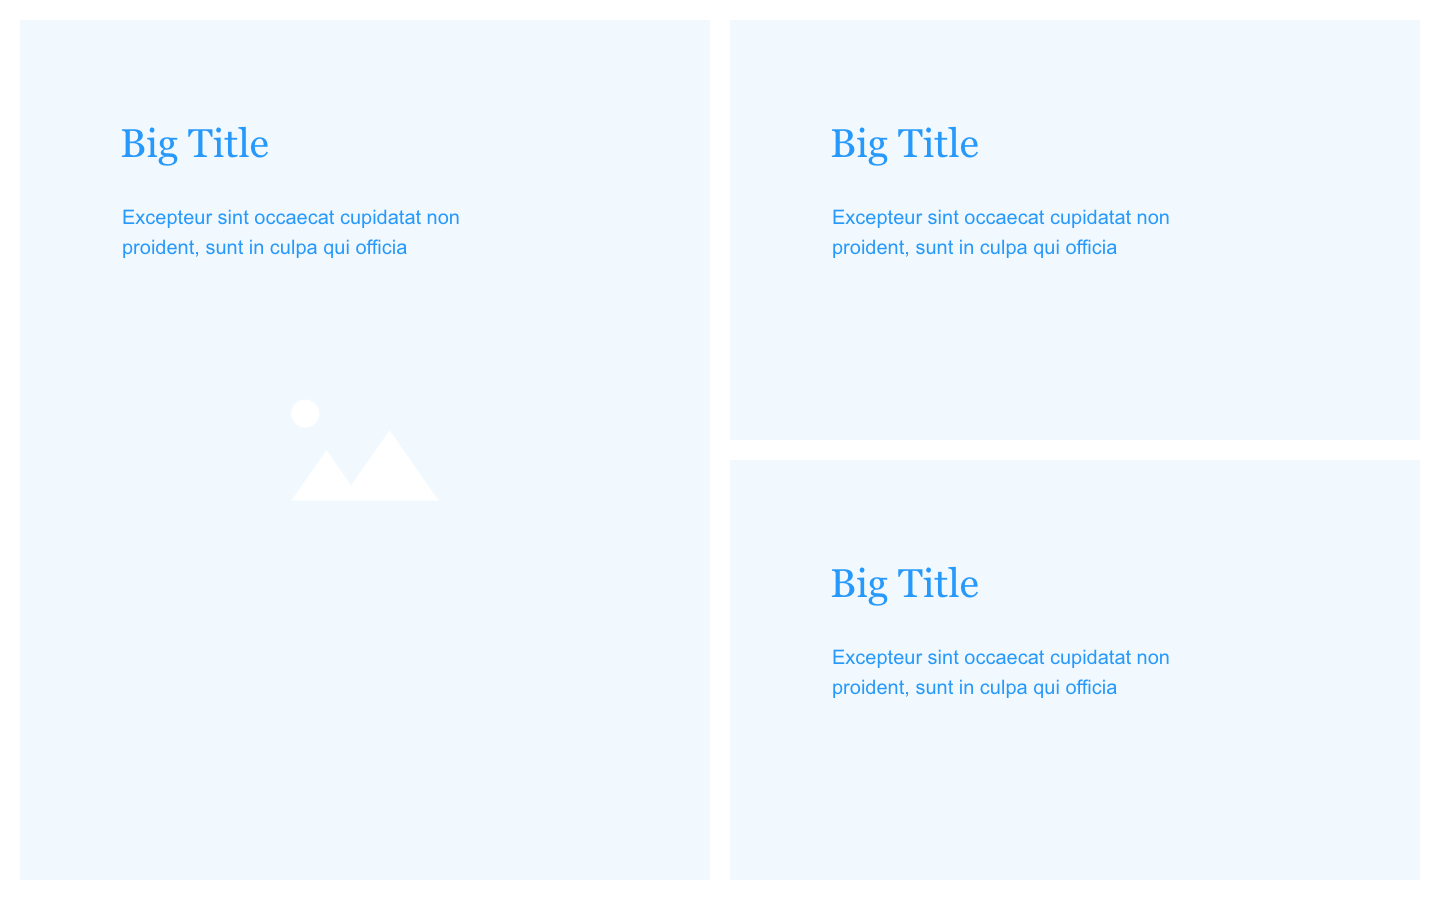 Big Title
Excepteur sint occaecat cupidatat non
proident, sunt in culpa qui officia
Big Title
Excepteur sint occaecat cupidatat non
proident, sunt in culpa qui officia
Big Title
Excepteur sint occaecat cupidatat non
proident, sunt in culpa qui officia